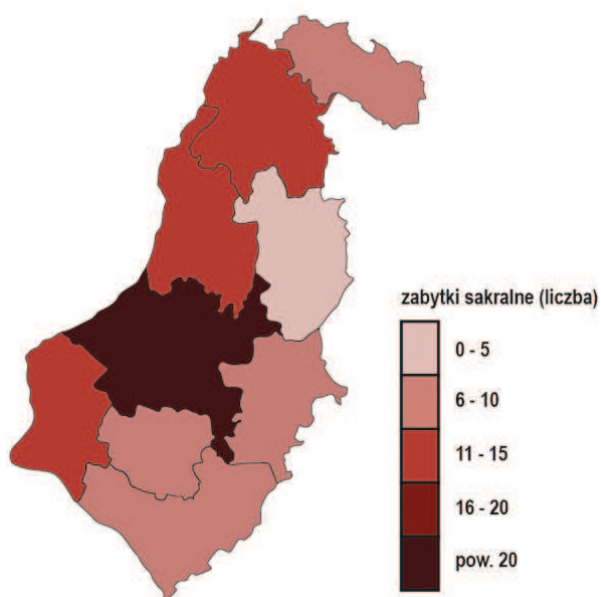 zabytki sakralne (liczba)
0 - 5
6 - 10
11 - 15
16 - 20
pow. 20